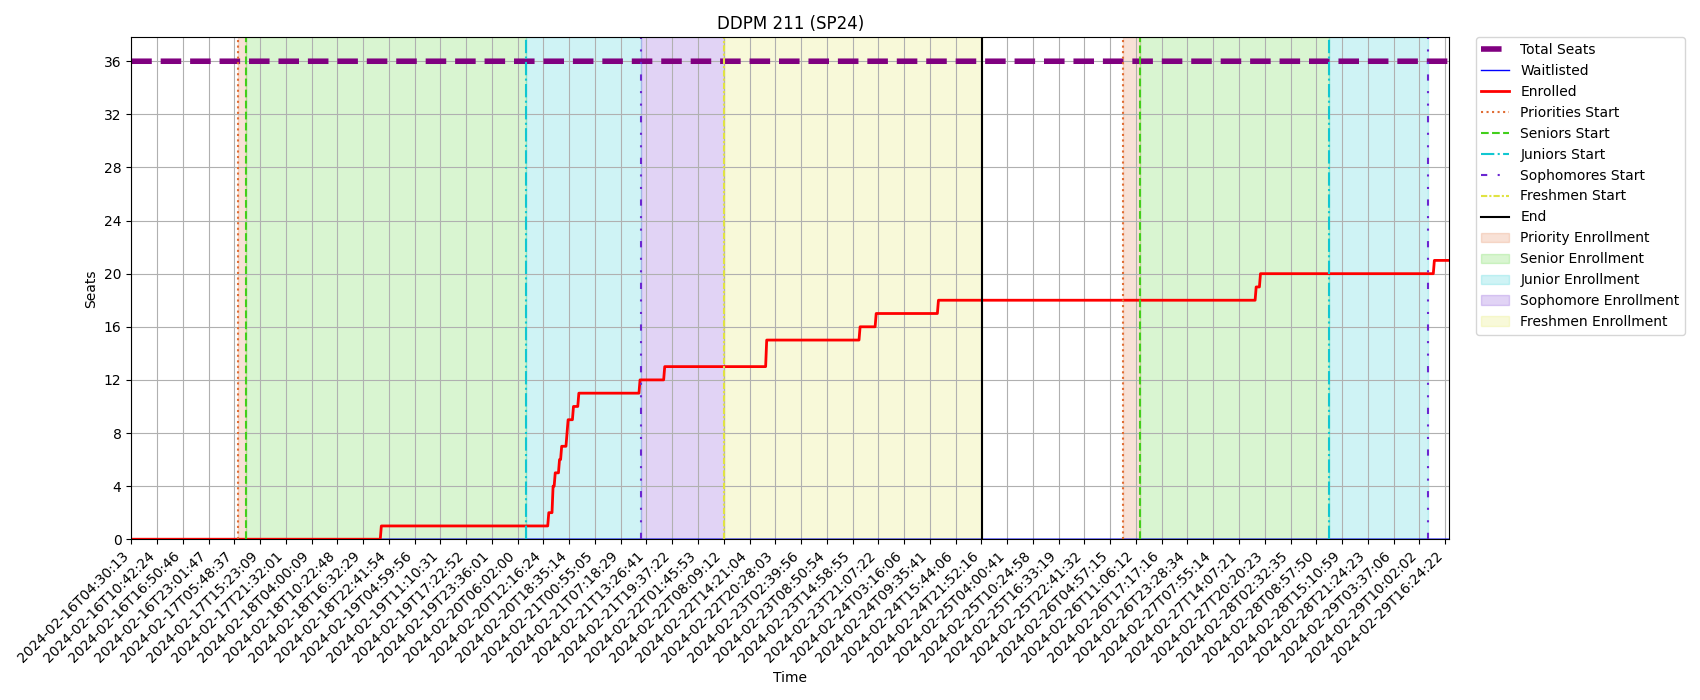 DDPM 211 (SP24)
Seats
36
32
28
24
20
16
12
8
4
0
2024-02-16T04:30:13
2024-02-16T10:42:24
2024-02-16T16:50:46
2024-02-16T23:01:47
2024-02-17T05:48:37
2024-02-17T15:23:09
2024-02-17T21:32:01
2024-02-18T04:00:09
2024-02-18T10:22:48
2024-02-18T16:32:29
2024-02-18T22:41:54
2024-02-19T04:59:56
2024-02-19T11:10:31
2024-02-19T17:22:52
2024-02-19T23:36:01
2024-02-20T06:02:00
2024-02-20T12:16:24
2024-02-20T18:35:14
2024-02-21T00:55:05
2024-02-21T07:18:29
2024-02-21T13:26:41
2024-02-21T19:37:22
2024-02-22T01:45:53
2024-02-22T08:09:12
2024-02-22T14:21:04
2024-02-22T20:28:03
2024-02-23T02:39:56
2024-02-23T08:50:54
2024-02-23T14:58:55
2024-02-23T21:07:22
2024-02-24T03:16:06
2024-02-24T09:35:41
2024-02-24T15:44:06
2024-02-24T21:52:16
2024-02-25T04:00:41
2024-02-25T10:24:58
2024-02-25T16:33:19
2024-02-25T22:41:32
2024-02-26T04:57:15
2024-02-26T11:06:12
2024-02-26T17:17:16
2024-02-26T23:28:34
2024-02-27T07:55:14
2024-02-27T14:07:21
2024-02-27T20:20:23
2024-02-28T02:32:35
2024-02-28T08:57:50
2024-02-28T15:10:59
2024-02-28T21:24:23
2024-02-29T03:37:06
2024-02-29T10:02:02
2024-02-29T16:24:22
Time
Total Seats
Waitlisted
Enrolled
Priorities Start
Seniors Start
Juniors Start
Sophomores Start
Freshmen Start
End
Priority Enrollment
Senior Enrollment
Junior Enrollment
Sophomore Enrollment
Freshmen Enrollment